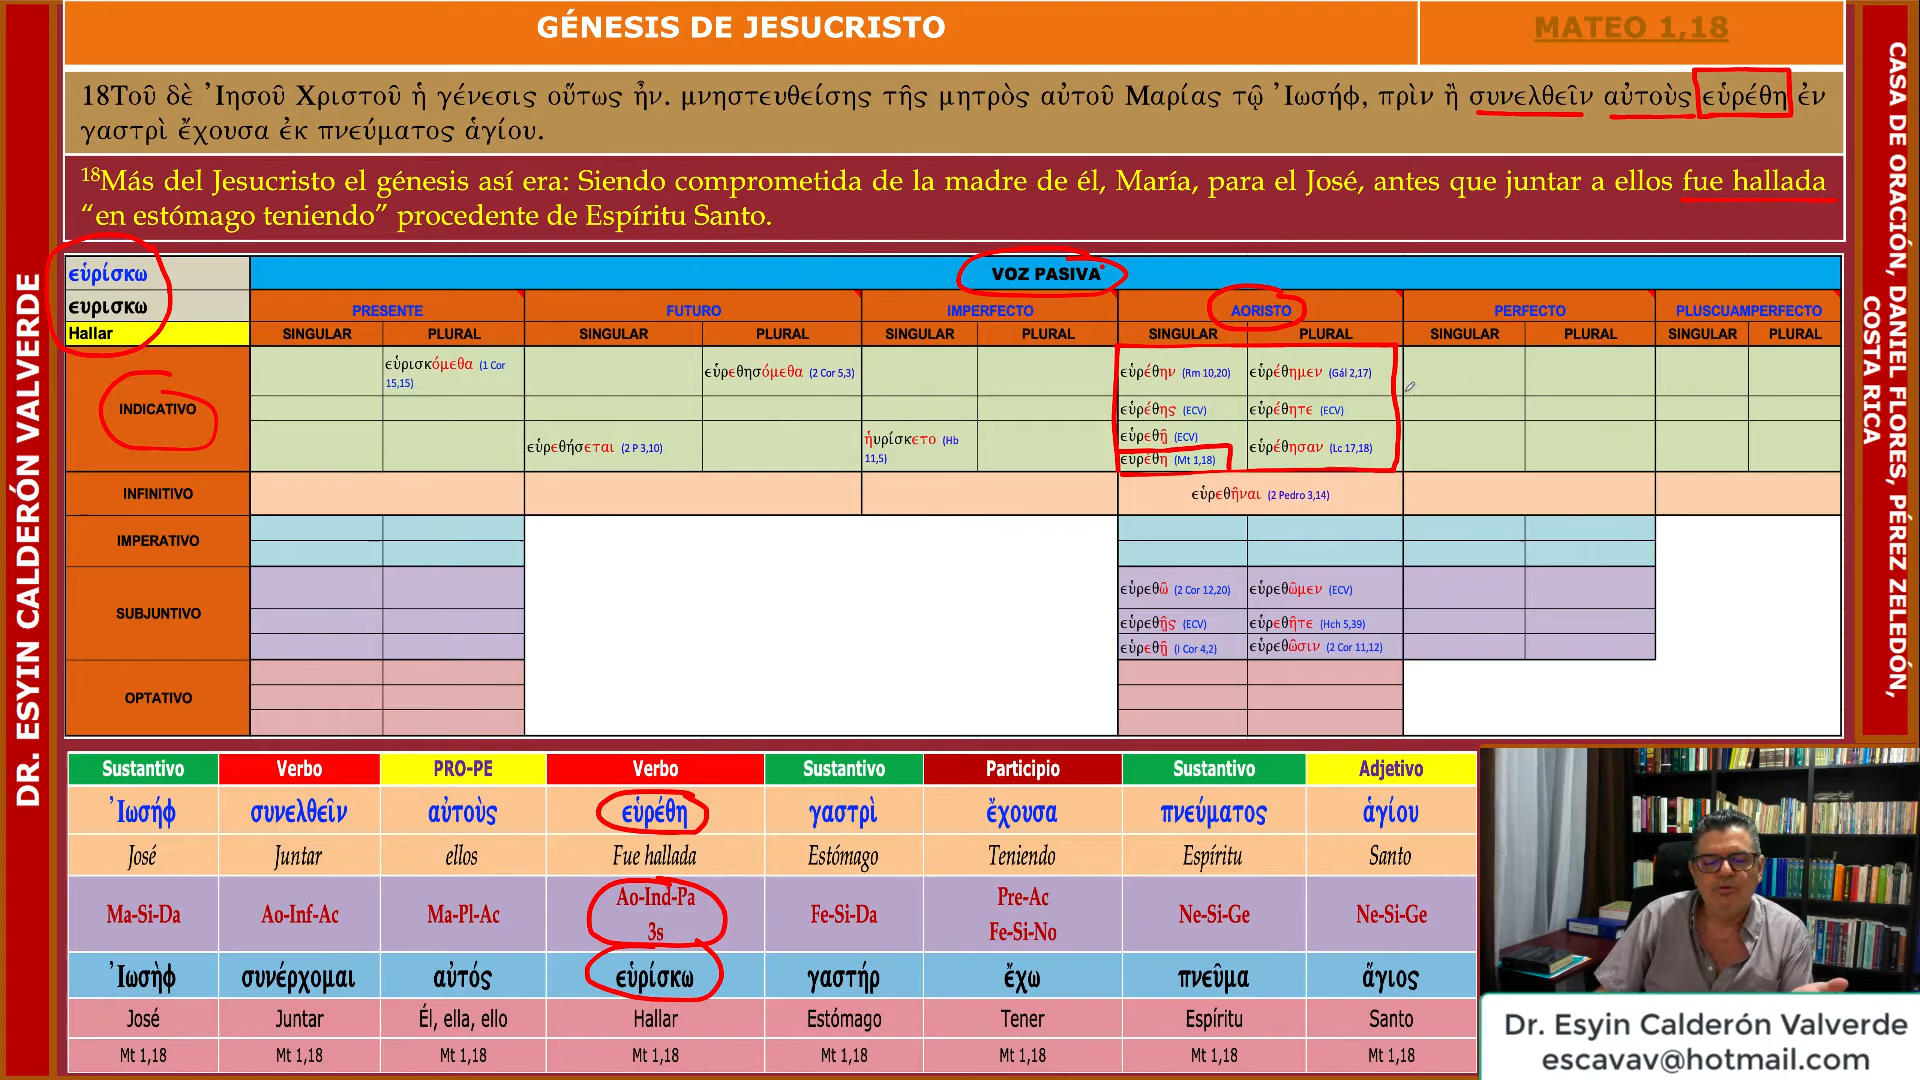 GÉNESIS DE JESUCRISTO
MATEO 1,18
18Τοῦ δὲ Ἰησοῦ Χριστοῦ ἡ γένεσις οὕτως ἦν. μνηστευθείσης τῆς μητρὸς αὐτοῦ Μαρίας τῷ Ἰωσήφ, πρὶν ἢ συνελθεῖν αὐτοὺς εὑρέθη ἐν
γαστρὶ ἔχουσα ἐκ πνεύματος ἁγίου.
18Más del Jesucristo el génesis así era: Siendo comprometida de la madre de él, María, para el José, antes que juntar a ellos fue hallada
“en estómago teniendo” procedente de Espíritu Santo.
εὑρίσκω
ευρισκω
Hallar
VOZ PASIVA
PRESENTE FUTURO IMPERFECTO AORISTO PERFECTO PLUSCUAMPERFECTO
SINGULAR PLURAL SINGULAR PLURAL SINGULAR PLURAL SINGULAR PLURAL SINGULAR PLURAL SINGULAR PLURAL
INDICATIVO
εὑρισκόμεθα (1 Cor
15,15)
εὑρεθησόμεθα (2 Cor 5,3)
εὑρέθην (Rm 10,20) εὑρέθημεν (Gál 2,17)
εὑρέθης (ECV) εὑρέθητε (ECV)
εὑρεθήσεται (2 P 3,10)
ἡυρίσκετο (Hb
11,5)
εὑρεθῇ (ECV)
εὑρέθη (Mt 1,18)
εὑρέθησαν (Lc 17,18)
INFINITIVO
εὑρεθῆναι (2 Pedro 3,14)
IMPERATIVO
SUBJUNTIVO
εὑρεθῶ (2 Cor 12,20) εὑρεθῶμεν (ECV)
εὑρεθῇς (ECV) εὑρεθῆτε (Hch 5,39)
εὑρεθῇ (I Cor 4,2) εὑρεθῶσιν (2 Cor 11,12)
OPTATIVO
Sustantivo Verbo PRO-PE Verbo Sustantivo Participio Sustantivo Adjetivo
Ἰωσήφ συνελθεῖν αὐτοὺς εὑρέθη γαστρὶ ἔχουσα πνεύματος ἁγίου
José Juntar ellos Fue hallada Estómago Teniendo Espíritu Santo
Ma-Si-Da Ao-Inf-Ac Ma-Pl-Ac Ao-Ind-Pa 3s Fe-Si-Da Pre-Ac Fe-Si-No Ne-Si-Ge Ne-Si-Ge
Ἰωσὴφ συνέρχομαι αὐτός εὑρίσκω γαστήρ ἔχω πνεῦμα ἅγιος
José Juntar Él, ella, ello Hallar Estómago Tener Espíritu Santo
Mt 1,18 Mt 1,18 Mt 1,18 Mt 1,18 Mt 1,18 Mt 1,18 Mt 1,18 Mt 1,18
DR. ESYIN CALDERÓN VALVERDE
CASA DE ORACIÓN, DANIEL FLORES, PÉREZ ZELEDÓN,
COSTA RICA
Dr. Esyin Calderón Valverde
escavav@hotmail.com